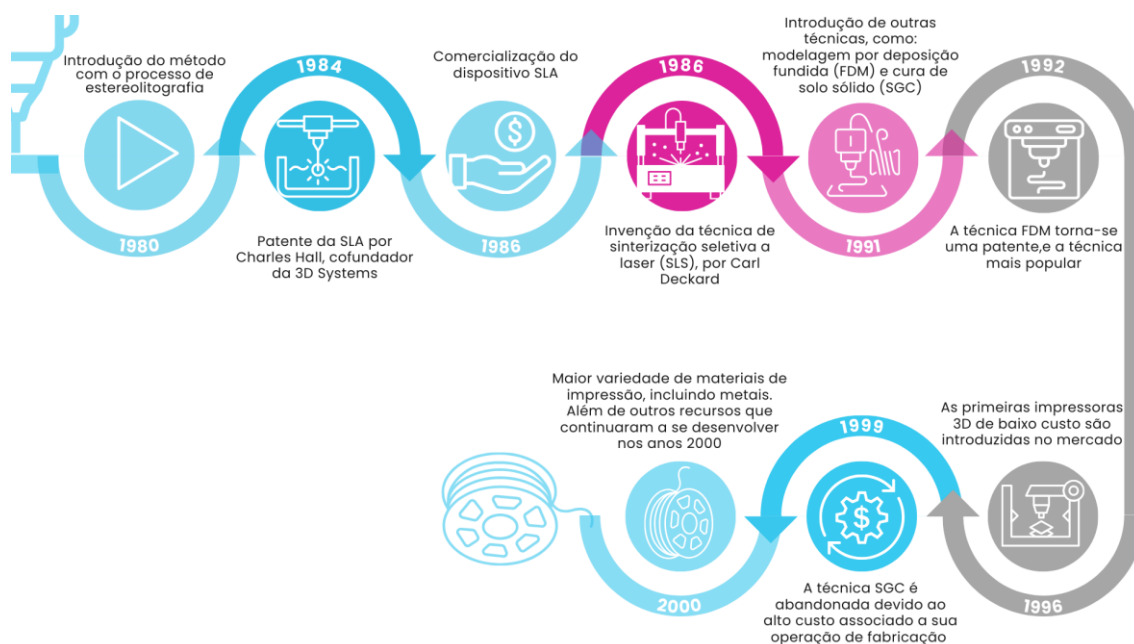 1980
Introdução do método
com o processo de
estereolitografia
1984
Patente da SLA por
Charles Hall, cofundador
da 3D Systems
1986
Comercialização do
dispositivo SLA
$
1986
Invenção da técnica de
sinterização seletiva a
laser (SLS), por Carl
Deckard
1991
Introdução de outras
técnicas, como:
modelagem por deposição
fundida (FDM) e cura de
solo sólido (SGC)
1992
A técnica FDM torna-se
uma patente,e a técnica
mais popular
1996
As primeiras impressoras
3D de baixo custo são
introduzidas no mercado
1999
$
A técnica SGC é
abandonada devido ao
alto custo associado a sua
operação de fabricação
2000
Maior variedade de materiais de
impressão, incluindo metais.
Além de outros recursos que
continuaram a se desenvolver
nos anos 2000